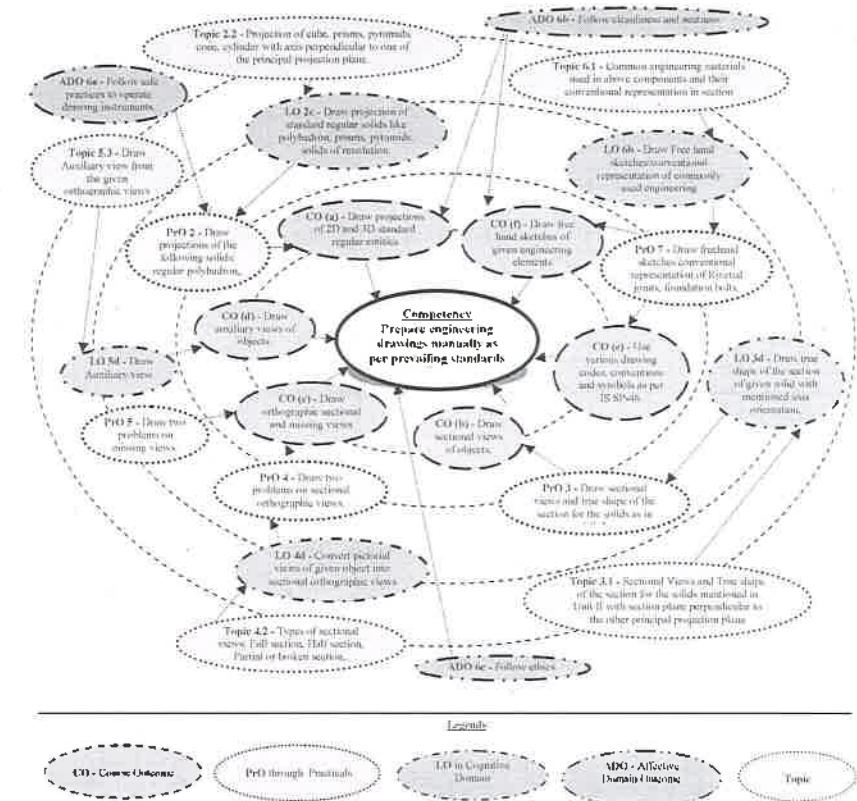 Topic 2.2 - Projection of cube, prisms, pyramids,
cone, cylinder with axis perpendicular to one of
the principal projection plane.
ADO 6b - Follow cleanliness and neatness
Topic 6.1 - Common engineering materials
used in above components and their
conventional representation in section
ADO 6a - Follow safe
practices to operate
drawing instruments.
LO 2c - Draw projection of
standard regular solids like
polyhedron, prisms, pyramids
solids of revolution.
LO 6b - Draw Free hand
sketches/conventional
representation of commonly
used engineering
Topic 5.3 - Draw
Auxiliary view from
the given
orthographic views
PrO 2 - Draw
projections of the
following solids:
regular polyhedron,
CO (a) - Draw projections
of 2D and 3D standard
regular entities
CO (f) - Draw free
hand sketches of
given engineering
elements.
PrO 7 - Draw freehand
sketches conventional
representation of Riveted
joints, foundation bolts,
Competency
Prepare engineering
drawings manually as
per prevailing standards
CO (d) - Draw
auxiliary views of
objects.
CO (e) - Use
various drawing
codes, conventions
and symbols as per
IS SP-46.
LO 5d - Draw
Auxiliary view
LO 3d - Draw true
shape of the section
of given solid with
mentioned axis
orientation.
CO (c) - Draw
orthographic sectional
and missing views
CO (b) - Draw
sectional views
of objects.
PrO 5 - Draw two
problems on
missing views
PrO 4 - Draw two
problems on sectional
orthographic views
PrO 3 - Draw sectional
views and true shape of the
section for the solids as in
LO 4d - Convert pictorial
views of given object into
sectional orthographic views
Topic 3.1 - Sectional Views and True shape
of the section for the solids mentioned in
Unit II with section plane perpendicular to
the other principal projection plane
Topic 4.2 - Types of sectional
views, Full section, Half section,
Partial or broken section,
ADO 6c - Follow ethics
Legends
CO - Course Outcome
PrO through Practicals
LO in Cognitive
Domain
ADO - Affective
Domain Outcome
Topic